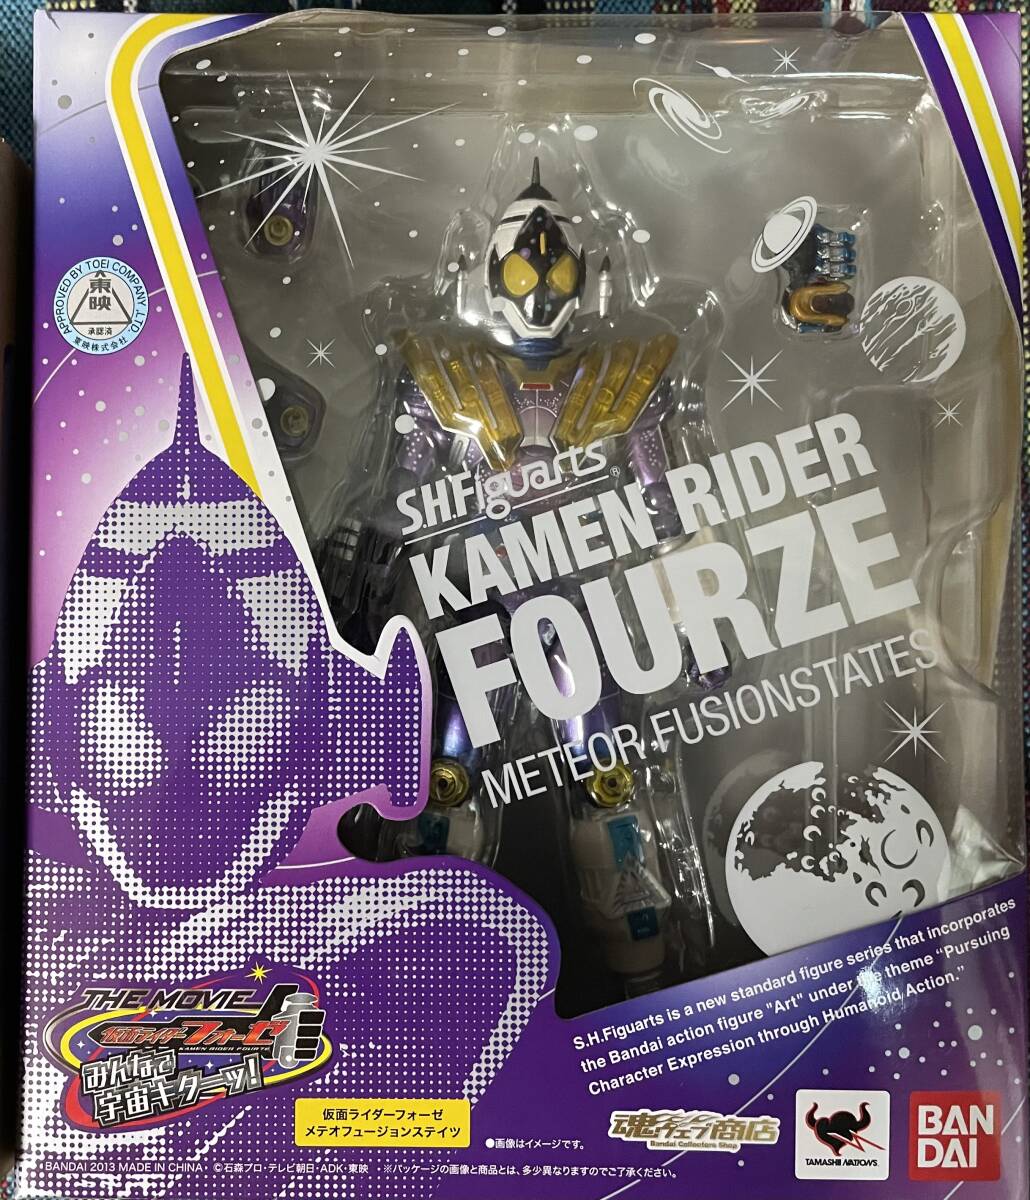 APPROVED BY TOEI COMPANY, LTD.
東映
承認済
東映株式会社
S.H.Figuarts®
KAMEN RIDER
FOURZE
METEOR FUSIONSTATES
S.H.Figuarts is a new standard figure series that incorporates
the Bandai action figure "Art" under the theme "Pursuing
Character Expression through Humanoid Action."
THE MOVIE
仮面ライダーフォーゼ
KAMEN RIDER FOURZE
みんなで
宇宙キターッ!
仮面ライダーフォーゼ
メテオフュージョンステイツ
●画像はイメージです。
魂ウェブ商店
Bandai Collectors Shop
TAMASHII NATIONS
BAN
DAI
©BANDAI 2013 MADE IN CHINA ・ ©石森プロ・テレビ朝日・ADK・東映 ・※パッケージの画像と商品とは、多少異なりますのでご了承ください。